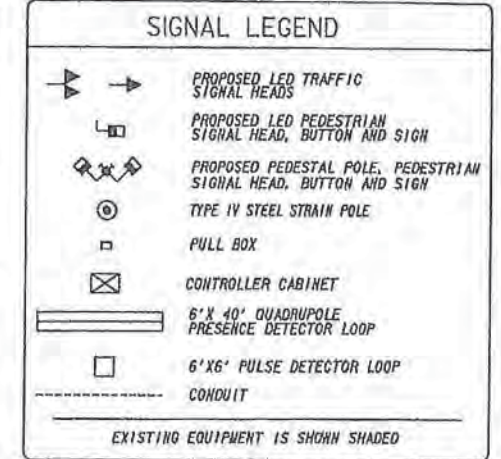 SIGNAL LEGEND
PROPOSED LED TRAFFIC
SIGNAL HEADS
PROPOSED LED PEDESTRIAN
SIGNAL HEAD, BUTTON AND SIGN
PROPOSED PEDESTAL POLE, PEDESTRIAN
SIGNAL HEAD, BUTTON AND SIGN
TYPE IV STEEL STRAIN POLE
PULL BOX
CONTROLLER CABINET
6'X 40' QUADRUPOLE
PRESENCE DETECTOR LOOP
6'X6' PULSE DETECTOR LOOP
CONDUIT
EXISTING EQUIPMENT IS SHOWN SHADED